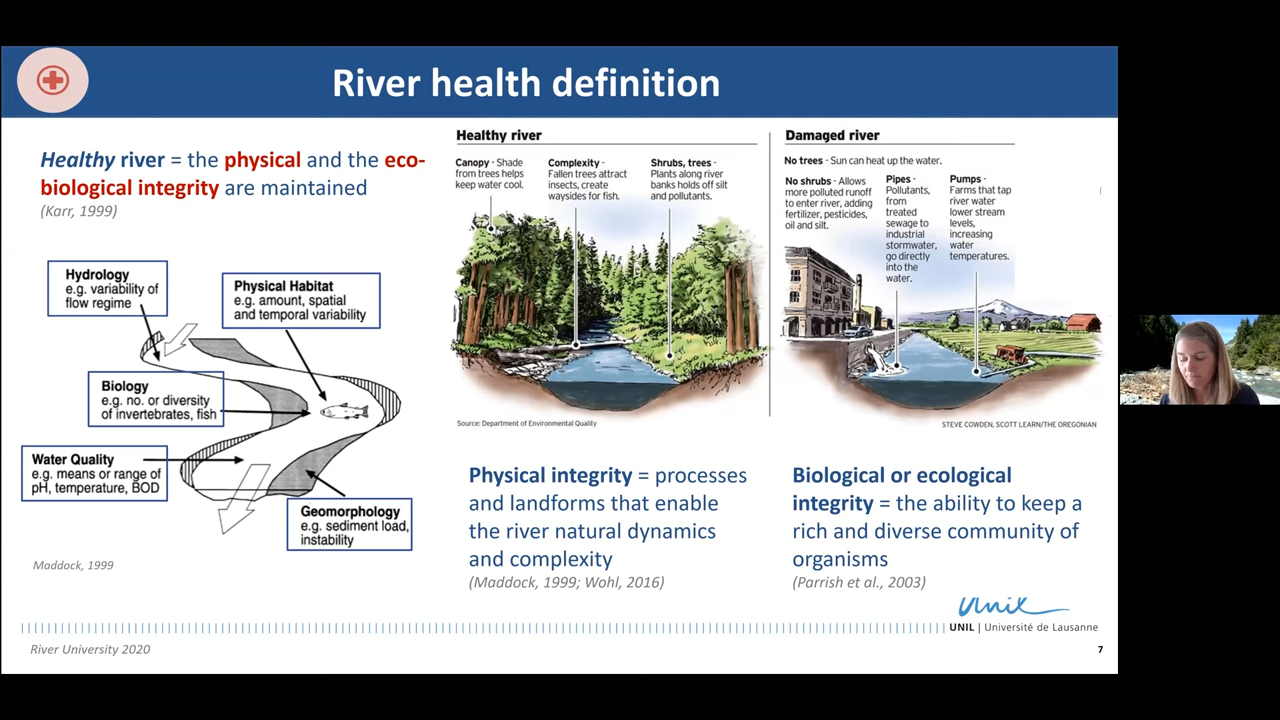 River health definition
Healthy river = the physical and the eco-
biological integrity are maintained
(Karr, 1999)
Hydrology
e.g. variability of
flow regime
Physical Habitat
e.g. amount, spatial
and temporal variability
Biology
e.g. no. or diversity
of invertebrates, fish
Water Quality
e.g. means or range of
pH, temperature, BOD
Geomorphology
e.g. sediment load,
instability
Maddock, 1999
Healthy river
Canopy - Shade
from trees helps
keep water cool.
Complexity -
Fallen trees attract
insects, create
waysides for fish.
Shrubs, trees -
Plants along river
banks holds off silt
and pollutants.
Source: Department of Environmental Quality
Damaged river
No trees - Sun can heat up the water.
No shrubs - Allows
more polluted runoff
to enter river, adding
fertilizer, pesticides,
oil and silt.
Pipes -
Pollutants,
from
treated
sewage to
industrial
stormwater,
go directly
into the
water.
Pumps -
Farms that tap
river water
lower stream
levels,
increasing
water
temperatures.
STEVE COWDEN, SCOTT LEARN/THE OREGONIAN
Physical integrity = processes
and landforms that enable
the river natural dynamics
and complexity
(Maddock, 1999; Wohl, 2016)
Biological or ecological
integrity = the ability to keep a
rich and diverse community of
organisms
(Parrish et al., 2003)
Unil
UNIL | Université de Lausanne
River University 2020
7